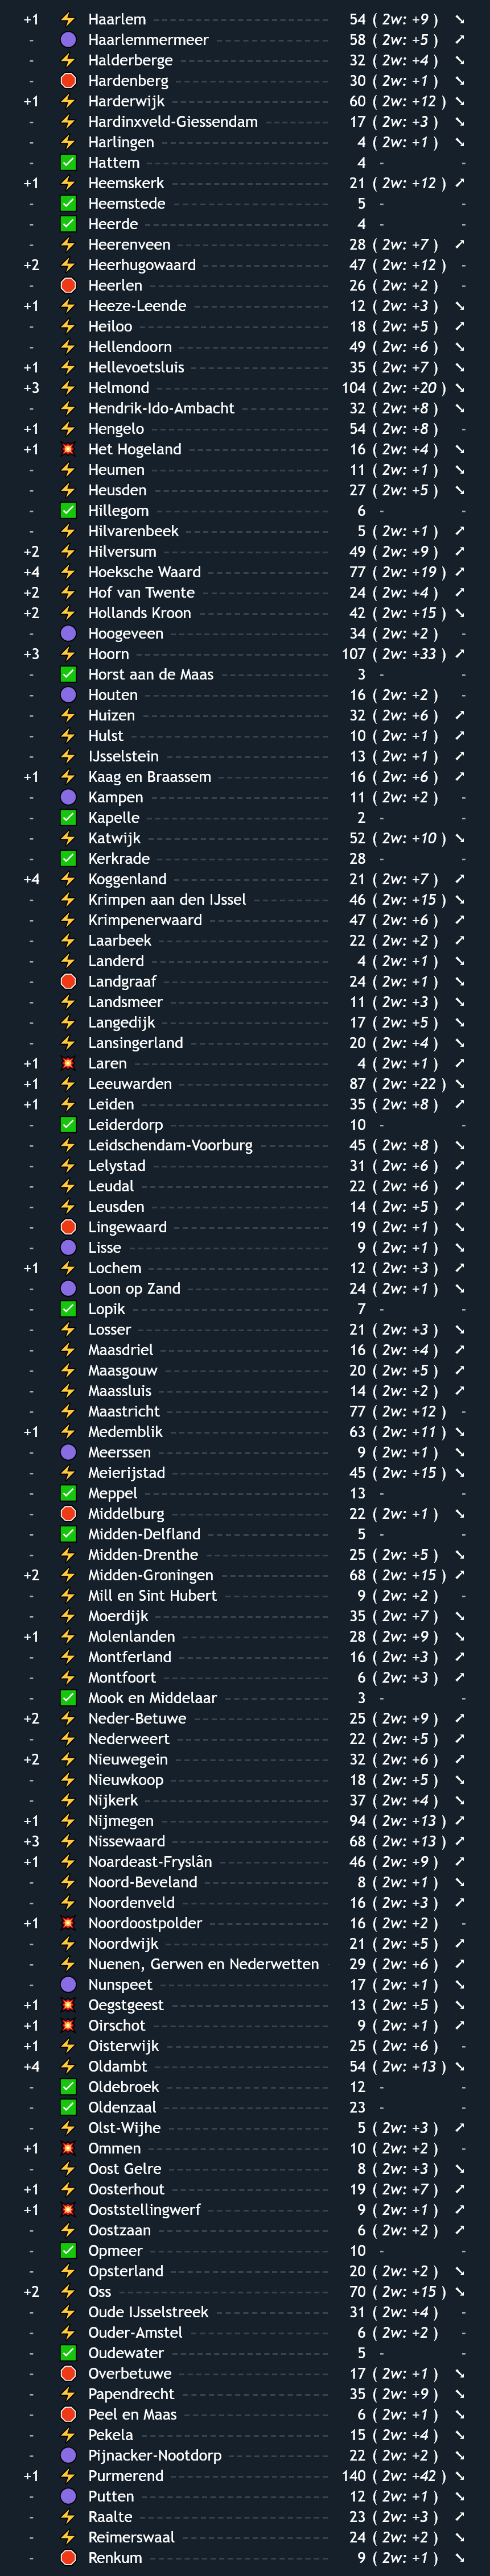 +1 ⚡ Haarlem 54 ( 2w: +9 ) ↘
- 🟣 Haarlemmermeer 58 ( 2w: +5 ) ↗
- ⚡ Halderberge 32 ( 2w: +4 ) ↘
- 🛑 Hardenberg 30 ( 2w: +1 ) ↘
+1 ⚡ Harderwijk 60 ( 2w: +12 ) ↘
- ⚡ Hardinxveld-Giessendam 17 ( 2w: +3 ) ↘
- ⚡ Harlingen 4 ( 2w: +1 ) ↘
- ✅ Hattem 4 - -
+1 ⚡ Heemskerk 21 ( 2w: +12 ) ↗
- ✅ Heemstede 5 - -
- ✅ Heerde 4 - -
- ⚡ Heerenveen 28 ( 2w: +7 ) ↗
+2 ⚡ Heerhugowaard 47 ( 2w: +12 ) -
- 🛑 Heerlen 26 ( 2w: +2 ) -
+1 ⚡ Heeze-Leende 12 ( 2w: +3 ) ↘
- ⚡ Heiloo 18 ( 2w: +5 ) ↗
- ⚡ Hellendoorn 49 ( 2w: +6 ) ↘
+1 ⚡ Hellevoetsluis 35 ( 2w: +7 ) ↘
+3 ⚡ Helmond 104 ( 2w: +20 ) ↘
- ⚡ Hendrik-Ido-Ambacht 32 ( 2w: +8 ) ↘
+1 ⚡ Hengelo 54 ( 2w: +8 ) -
+1 💥 Het Hogeland 16 ( 2w: +4 ) ↘
- ⚡ Heumen 11 ( 2w: +1 ) ↘
- ⚡ Heusden 27 ( 2w: +5 ) ↘
- ✅ Hillegom 6 - -
- ⚡ Hilvarenbeek 5 ( 2w: +1 ) ↗
+2 ⚡ Hilversum 49 ( 2w: +9 ) ↗
+4 ⚡ Hoeksche Waard 77 ( 2w: +19 ) ↗
+2 ⚡ Hof van Twente 24 ( 2w: +4 ) ↗
+2 ⚡ Hollands Kroon 42 ( 2w: +15 ) ↘
- 🟣 Hoogeveen 34 ( 2w: +2 ) -
+3 ⚡ Hoorn 107 ( 2w: +33 ) ↗
- ✅ Horst aan de Maas 3 - -
- 🟣 Houten 16 ( 2w: +2 ) -
- ⚡ Huizen 32 ( 2w: +6 ) ↗
- ⚡ Hulst 10 ( 2w: +1 ) ↗
- ⚡ IJsselstein 13 ( 2w: +1 ) ↗
+1 ⚡ Kaag en Braassem 16 ( 2w: +6 ) ↗
- 🟣 Kampen 11 ( 2w: +2 ) -
- ✅ Kapelle 2 - -
- ⚡ Katwijk 52 ( 2w: +10 ) ↘
- ✅ Kerkrade 28 - -
+4 ⚡ Koggenland 21 ( 2w: +7 ) ↗
- ⚡ Krimpen aan den IJssel 46 ( 2w: +15 ) ↘
- ⚡ Krimpenerwaard 47 ( 2w: +6 ) ↗
- ⚡ Laarbeek 22 ( 2w: +2 ) ↗
- ⚡ Landerd 4 ( 2w: +1 ) ↘
- 🛑 Landgraaf 24 ( 2w: +1 ) ↘
- ⚡ Landsmeer 11 ( 2w: +3 ) ↘
- ⚡ Langedijk 17 ( 2w: +5 ) ↘
- ⚡ Lansingerland 20 ( 2w: +4 ) ↘
+1 💥 Laren 4 ( 2w: +1 ) ↗
+1 ⚡ Leeuwarden 87 ( 2w: +22 ) ↘
+1 ⚡ Leiden 35 ( 2w: +8 ) ↗
- ✅ Leiderdorp 10 - -
- ⚡ Leidschendam-Voorburg 45 ( 2w: +8 ) ↘
- ⚡ Lelystad 31 ( 2w: +6 ) ↗
- ⚡ Leudal 22 ( 2w: +6 ) ↗
- ⚡ Leusden 14 ( 2w: +5 ) ↗
- 🛑 Lingewaard 19 ( 2w: +1 ) ↘
- 🟣 Lisse 9 ( 2w: +1 ) ↘
+1 ⚡ Lochem 12 ( 2w: +3 ) ↗
- 🟣 Loon op Zand 24 ( 2w: +1 ) ↘
- ✅ Lopik 7 - -
- ⚡ Losser 21 ( 2w: +3 ) ↘
- ⚡ Maasdriel 16 ( 2w: +4 ) ↗
- ⚡ Maasgouw 20 ( 2w: +5 ) ↗
- ⚡ Maassluis 14 ( 2w: +2 ) ↗
- ⚡ Maastricht 77 ( 2w: +12 ) -
+1 ⚡ Medemblik 63 ( 2w: +11 ) ↘
- 🟣 Meerssen 9 ( 2w: +1 ) ↘
- ⚡ Meierijstad 45 ( 2w: +15 ) ↗
- ✅ Meppel 13 - -
- 🛑 Middelburg 22 ( 2w: +1 ) ↘
- ✅ Midden-Delfland 5 - -
- ⚡ Midden-Drenthe 25 ( 2w: +5 ) ↘
+2 ⚡ Midden-Groningen 68 ( 2w: +15 ) ↗
- ⚡ Mill en Sint Hubert 9 ( 2w: +2 ) -
- ⚡ Moerdijk 35 ( 2w: +7 ) ↘
+1 ⚡ Molenlanden 28 ( 2w: +9 ) ↘
- ⚡ Montferland 16 ( 2w: +3 ) ↗
- ⚡ Montfoort 6 ( 2w: +3 ) ↗
- ✅ Mook en Middelaar 3 - -
+2 ⚡ Neder-Betuwe 25 ( 2w: +9 ) ↗
- ⚡ Nederweert 22 ( 2w: +5 ) ↗
+2 ⚡ Nieuwegein 32 ( 2w: +6 ) ↗
- ⚡ Nieuwkoop 18 ( 2w: +5 ) ↘
- ⚡ Nijkerk 37 ( 2w: +4 ) ↘
+1 ⚡ Nijmegen 94 ( 2w: +13 ) ↗
+3 ⚡ Nissewaard 68 ( 2w: +13 ) ↗
+1 ⚡ Noardeast-Fryslân 46 ( 2w: +9 ) ↗
- ⚡ Noord-Beveland 8 ( 2w: +1 ) ↘
- ⚡ Noordenveld 16 ( 2w: +3 ) ↗
+1 💥 Noordoostpolder 16 ( 2w: +2 ) -
- ⚡ Noordwijk 21 ( 2w: +5 ) ↗
- ⚡ Nuenen, Gerwen en Nederwetten 29 ( 2w: +6 ) ↗
- 🟣 Nunspeet 17 ( 2w: +1 ) ↘
+1 💥 Oegstgeest 13 ( 2w: +5 ) ↘
+1 💥 Oirschot 9 ( 2w: +1 ) ↗
+1 ⚡ Oisterwijk 25 ( 2w: +6 ) -
+4 ⚡ Oldambt 54 ( 2w: +13 ) ↘
- ✅ Oldebroek 12 - -
- ✅ Oldenzaal 23 - -
- ⚡ Olst-Wijhe 5 ( 2w: +3 ) ↗
+1 💥 Ommen 10 ( 2w: +2 ) -
- ⚡ Oost Gelre 8 ( 2w: +3 ) ↘
+1 ⚡ Oosterhout 19 ( 2w: +7 ) ↗
+1 💥 Ooststellingwerf 9 ( 2w: +1 ) ↗
- ⚡ Oostzaan 6 ( 2w: +2 ) ↗
- ✅ Opmeer 10 - -
- ⚡ Opsterland 20 ( 2w: +2 ) ↘
+2 ⚡ Oss 70 ( 2w: +15 ) ↘
- ⚡ Oude IJsselstreek 31 ( 2w: +4 ) -
- ⚡ Ouder-Amstel 6 ( 2w: +2 ) -
- ✅ Oudewater 5 - -
- 🛑 Overbetuwe 17 ( 2w: +1 ) ↘
- ⚡ Papendrecht 35 ( 2w: +9 ) ↘
- 🛑 Peel en Maas 6 ( 2w: +1 ) ↘
- ⚡ Pekela 15 ( 2w: +4 ) ↘
- 🟣 Pijnacker-Nootdorp 22 ( 2w: +2 ) ↘
+1 ⚡ Purmerend 140 ( 2w: +42 ) ↘
- 🟣 Putten 12 ( 2w: +1 ) ↘
- ⚡ Raalte 23 ( 2w: +3 ) ↗
- ⚡ Reimerswaal 24 ( 2w: +2 ) ↘
- 🛑 Renkum 9 ( 2w: +1 ) ↘